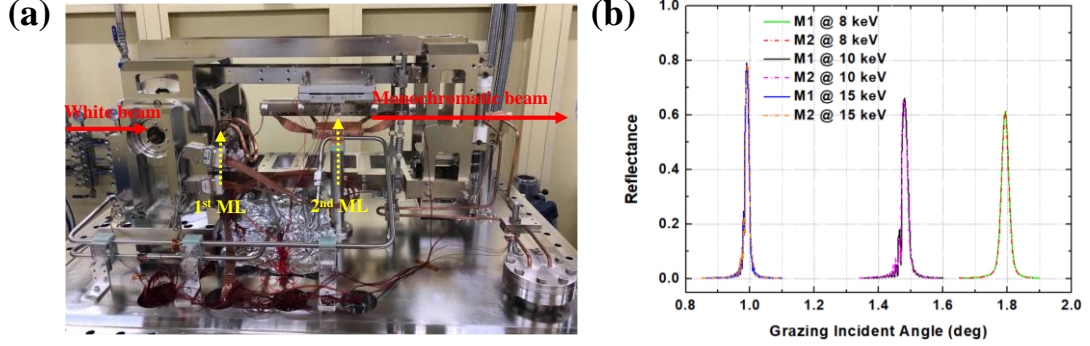 (a)
White beam
Monochromatic beam
1st ML
2nd ML
(b)
1.0
0.8
0.6
0.4
0.2
0.0
Reflectance
M1 @ 8 keV
M2 @ 8 keV
M1 @ 10 keV
M2 @ 10 keV
M1 @ 15 keV
M2 @ 15 keV
0.8 1.0 1.2 1.4 1.6 1.8 2.0
Grazing Incident Angle (deg)